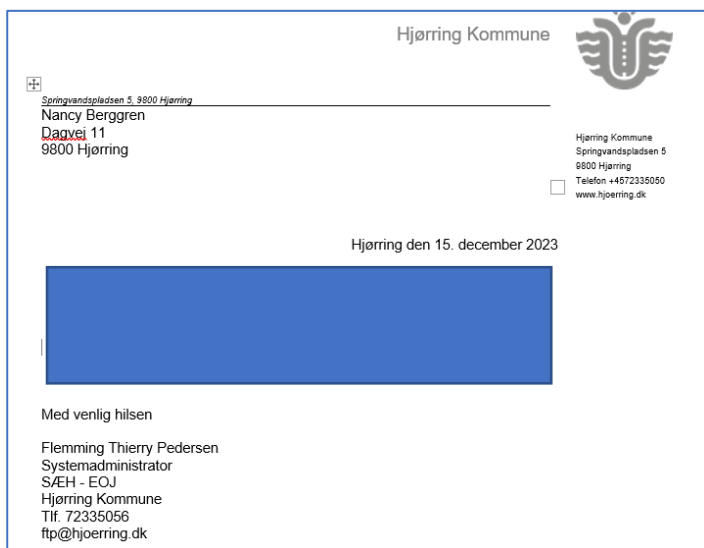 Hjørring Kommune
Springvandspladsen 5, 9800 Hjørring
Nancy Berggren
Dagvej 11
9800 Hjørring
Hjørring Kommune
Springvandspladsen 5
9800 Hjørring
Telefon +4572335050
www.hjoerring.dk
Hjørring den 15. december 2023
Med venlig hilsen
Flemming Thierry Pedersen
Systemadministrator
SÆH - EOJ
Hjørring Kommune
Tlf. 72335056
ftp@hjoerring.dk